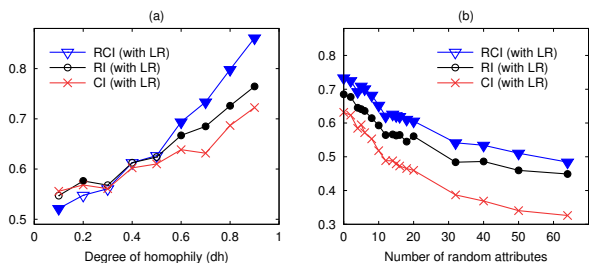 (a)
RCI (with LR)
RI (with LR)
CI (with LR)
0.8
0.7
0.6
0.5
0 0.2 0.4 0.6 0.8 1
Degree of homophily (dh)
(b)
RCI (with LR)
RI (with LR)
CI (with LR)
0.8
0.7
0.6
0.5
0.4
0.3
0 10 20 30 40 50 60
Number of random attributes